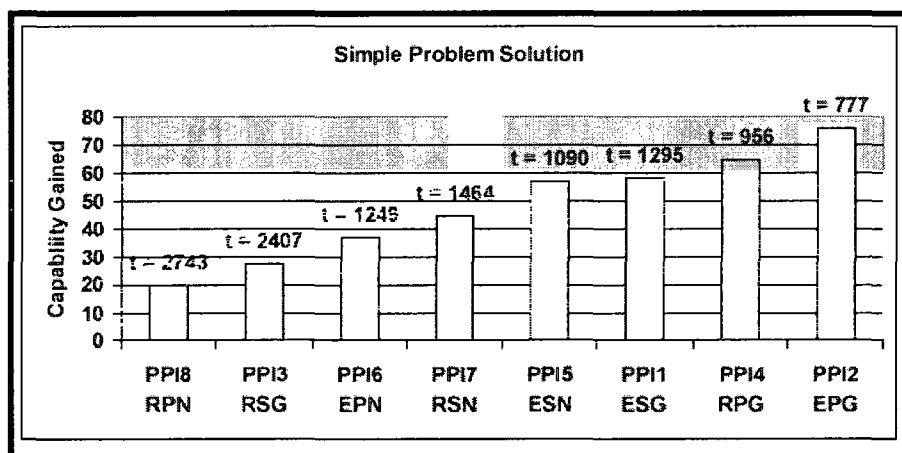 Simple Problem Solution
Capability Gained
80
70
60
50
40
30
20
10
0
t = 2743
t = 2407
t = 1249
t = 1464
t = 1090
t = 1295
t = 956
t = 777
PPI8 PPI3 PPI6 PPI7 PPI5 PPI1 PPI4 PPI2
RPN RSG EPN RSN ESN ESG RPG EPG